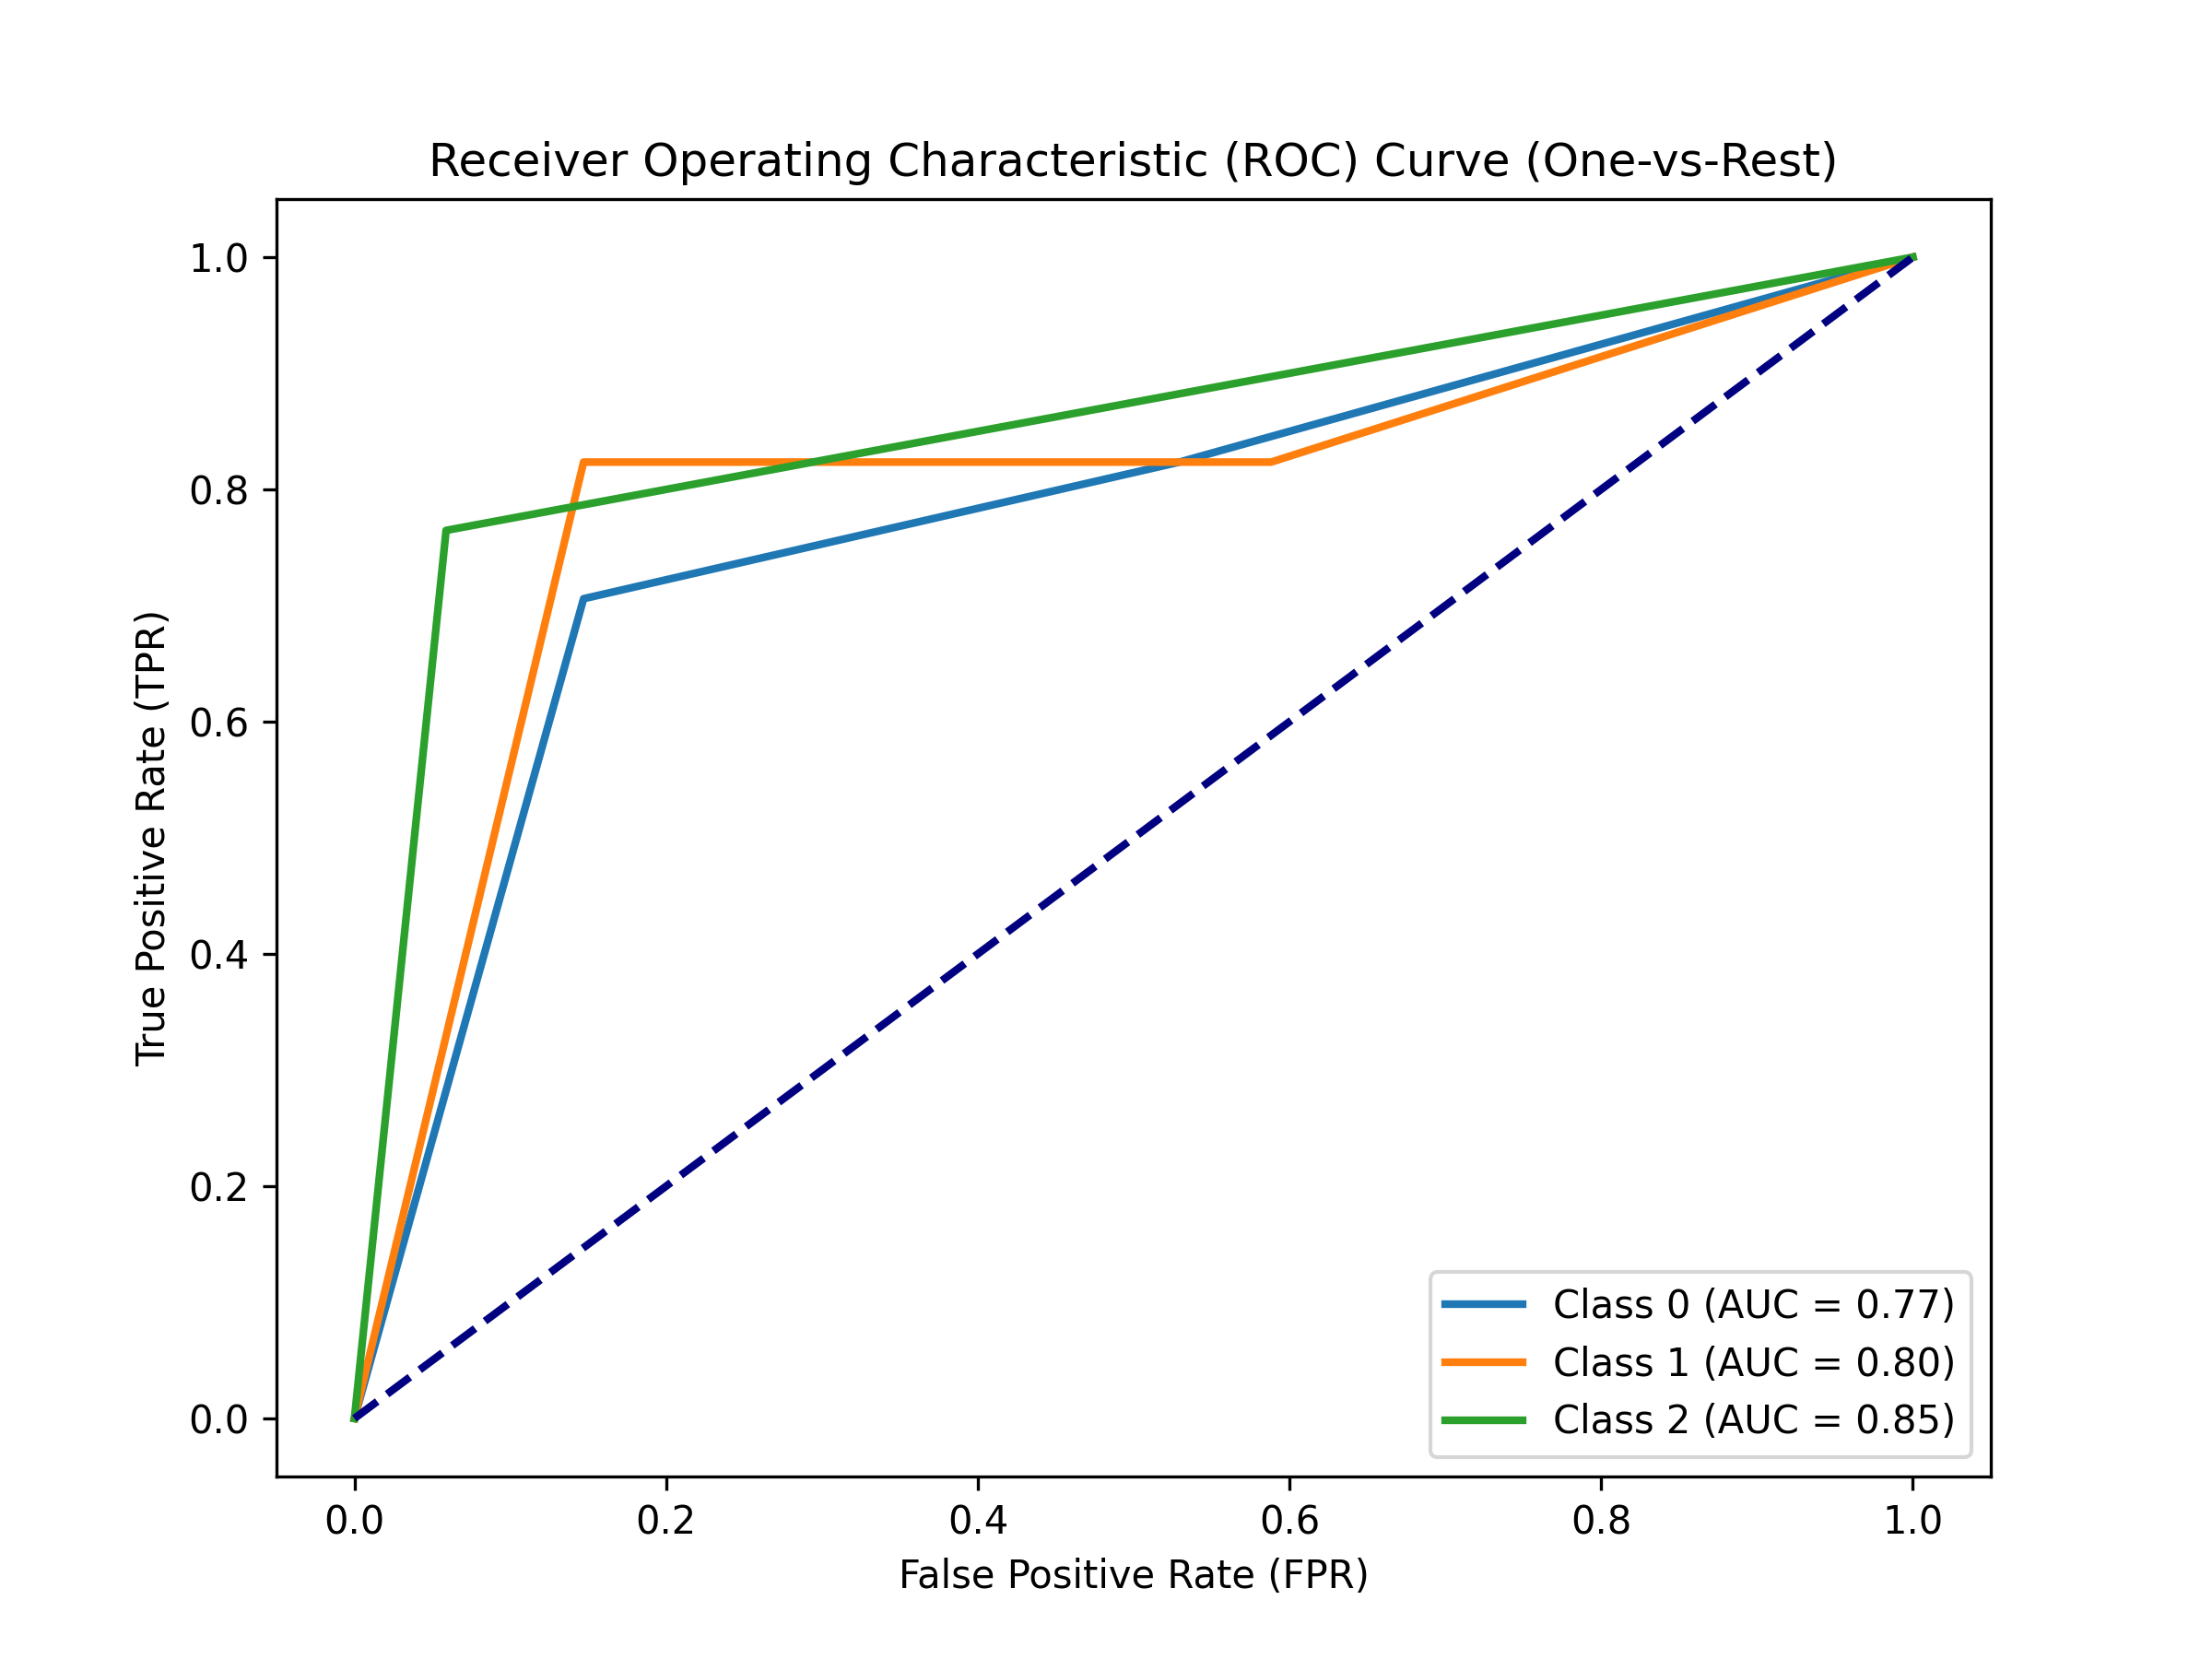 Receiver Operating Characteristic (ROC) Curve (One-vs-Rest)
1.0
0.8
0.6
0.4
0.2
0.0
True Positive Rate (TPR)
Class 0 (AUC = 0.77)
Class 1 (AUC = 0.80)
Class 2 (AUC = 0.85)
0.0 0.2 0.4 0.6 0.8 1.0
False Positive Rate (FPR)